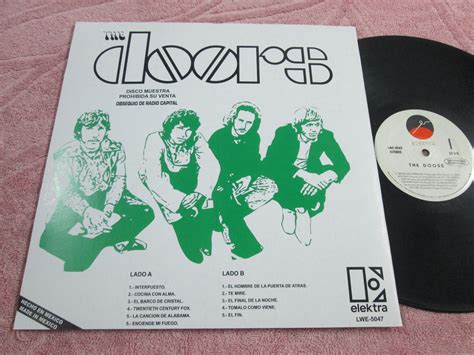 THE
doors
DISCO MUESTRA
PROHIBIDA SU VENTA
OBSEQUIO DE RADIO CAPITAL
LADO A
1.- INTERPUESTO.
2.- COCINA CON ALMA.
3.- EL BARCO DE CRISTAL.
4.- TWENTIETH CENTURY FOX.
5.- LA CANCION DE ALABAMA.
5.- ENCIENDE MI FUEGO.
LADO B
1.- EL HOMBRE DE LA PUERTA DE ATRAS.
2.- TE MIRE.
3.- EL FINAL DE LA NOCHE.
4.- TOMALO COMO VIENE.
5.- EL FIN.
HECHO EN MEXICO
MADE IN MEXICO
elektra
LWE-5047
THE DOORS